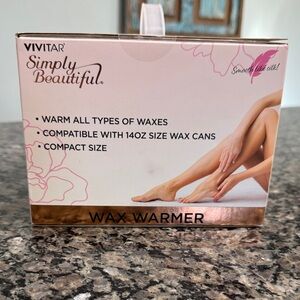 VIVITAR
Simply
Beautiful®
Smooth like silk!
• WARM ALL TYPES OF WAXES
• COMPATIBLE WITH 14OZ SIZE WAX CANS
• COMPACT SIZE
WAX WARMER